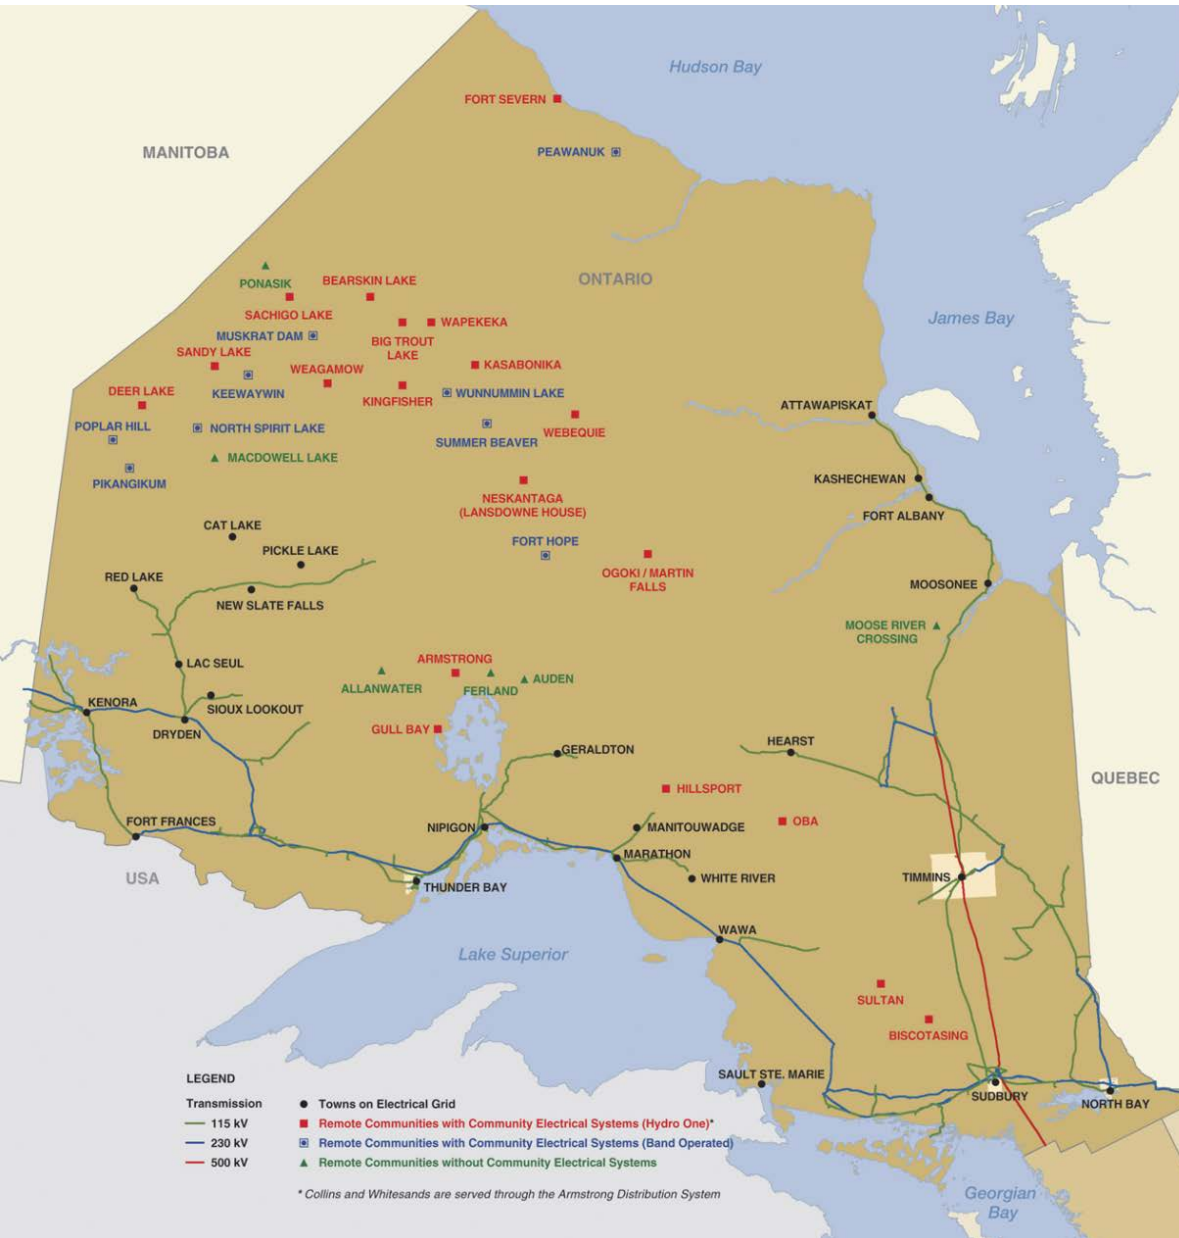 Hudson Bay
FORT SEVERN
MANITOBA
PEAWANUK
ONTARIO
PONASIK
BEARSKIN LAKE
SACHIGO LAKE
James Bay
MUSKRAT DAM
WAPEKEKA
BIG TROUT
LAKE
SANDY LAKE
WEAGAMOW
KASABONIKA
KEEWAYWIN
DEER LAKE
KINGFISHER
WUNNUMMIN LAKE
ATTAWAPISKAT
POPLAR HILL
NORTH SPIRIT LAKE
SUMMER BEAVER
WEBEQUIE
MACDOWELL LAKE
PIKANGIKUM
KASHECHEWAN
NESKANTAGA
(LANSDOWNE HOUSE)
FORT ALBANY
CAT LAKE
FORT HOPE
PICKLE LAKE
RED LAKE
OGOKI / MARTIN
FALLS
MOOSONEE
NEW SLATE FALLS
MOOSE RIVER
CROSSING
LAC SEUL
ARMSTRONG
ALLANWATER
FERLAND
AUDEN
KENORA
SIOUX LOOKOUT
DRYDEN
GULL BAY
GERALDTON
HEARST
QUEBEC
HILLSPORT
FORT FRANCES
NIPIGON
MANITOUWADGE
OBA
MARATHON
USA
THUNDER BAY
WHITE RIVER
TIMMINS
WAWA
Lake Superior
SULTAN
BISCOTASING
SAULT STE. MARIE
SUDBURY
NORTH BAY
LEGEND
Transmission
115 kV
230 kV
500 kV
Towns on Electrical Grid
Remote Communities with Community Electrical Systems (Hydro One)*
Remote Communities with Community Electrical Systems (Band Operated)
Remote Communities without Community Electrical Systems
* Collins and Whitesands are served through the Armstrong Distribution System
Georgian
Bay